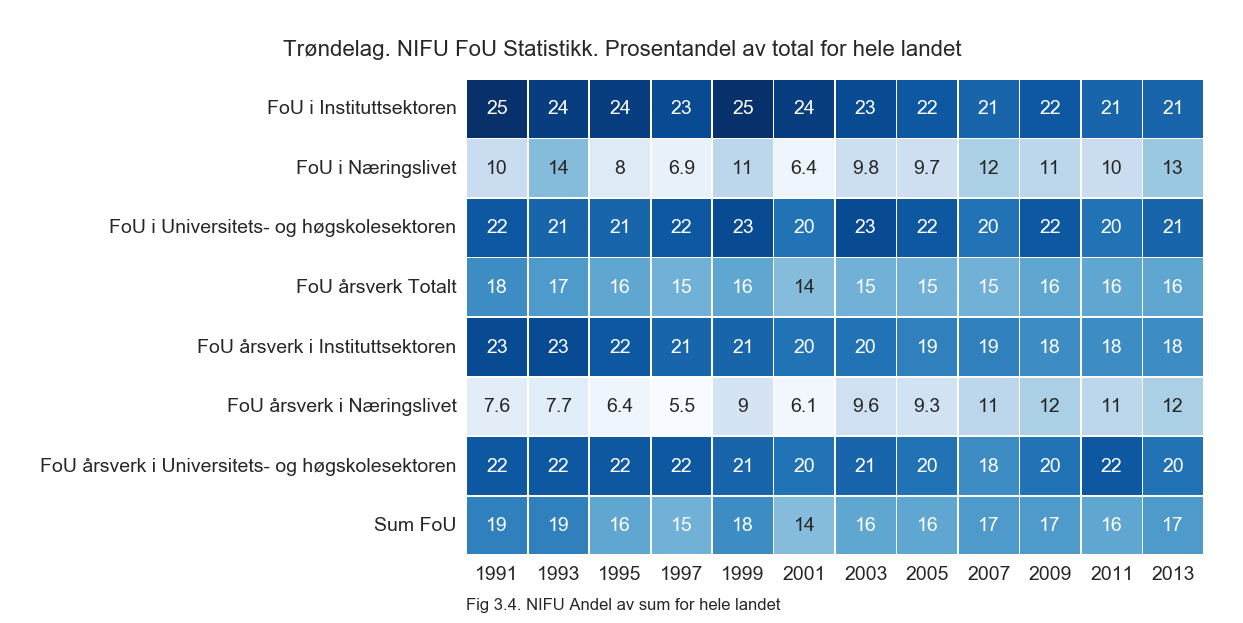 Trøndelag. NIFU FoU Statistikk. Prosentandel av total for hele landet
FoU i Instituttsektoren 25 24 24 23 25 24 23 22 21 22 21 21
FoU i Næringslivet 10 14 8 6.9 11 6.4 9.8 9.7 12 11 10 13
FoU i Universitets- og høgskolesektoren 22 21 21 22 23 20 23 22 20 22 20 21
FoU årsverk Totalt 18 17 16 15 16 14 15 15 15 16 16 16
FoU årsverk i Instituttsektoren 23 23 22 21 21 20 20 19 19 18 18 18
FoU årsverk i Næringslivet 7.6 7.7 6.4 5.5 9 6.1 9.6 9.3 11 12 11 12
FoU årsverk i Universitets- og høgskolesektoren 22 22 22 22 21 20 21 20 18 20 22 20
Sum FoU 19 19 16 15 18 14 16 16 17 17 16 17
1991 1993 1995 1997 1999 2001 2003 2005 2007 2009 2011 2013
Fig 3.4. NIFU Andel av sum for hele landet